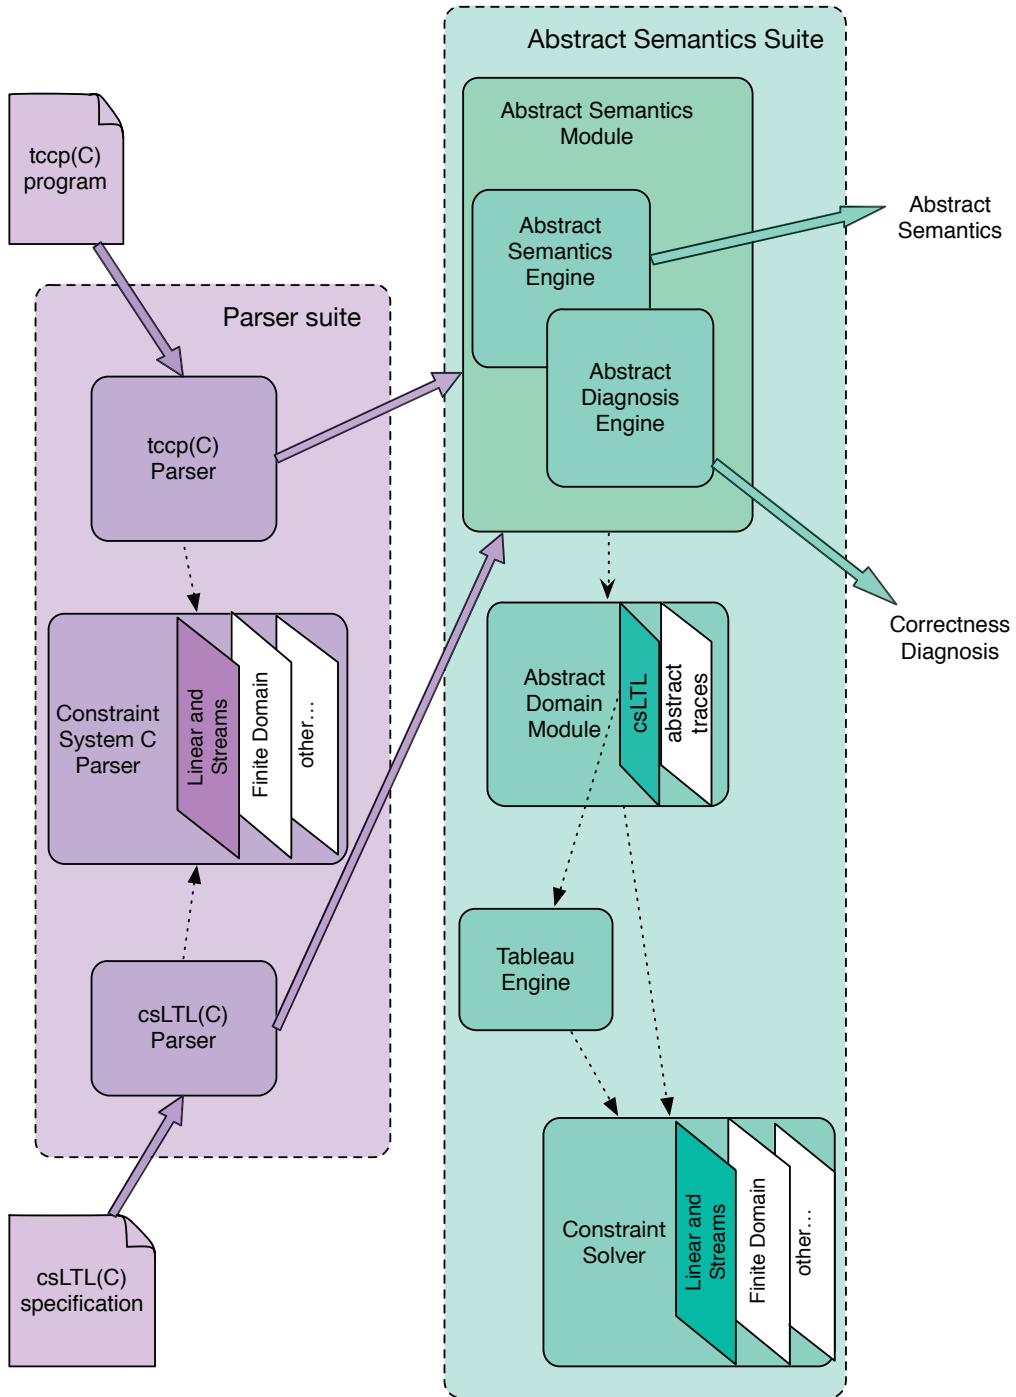 Abstract Semantics Suite
Abstract Semantics
Module
tccp(C)
program
Abstract
Semantics
Engine
Abstract
Semantics
Parser suite
Abstract
Diagnosis
Engine
tccp(C)
Parser
Correctness
Diagnosis
Constraint
System C
Parser
Linear and
Streams
Finite Domain
other...
Abstract
Domain
Module
csLTL
abstract
traces
Tableau
Engine
csLTL(C)
Parser
Constraint
Solver
Linear and
Streams
Finite Domain
other...
csLTL(C)
specification